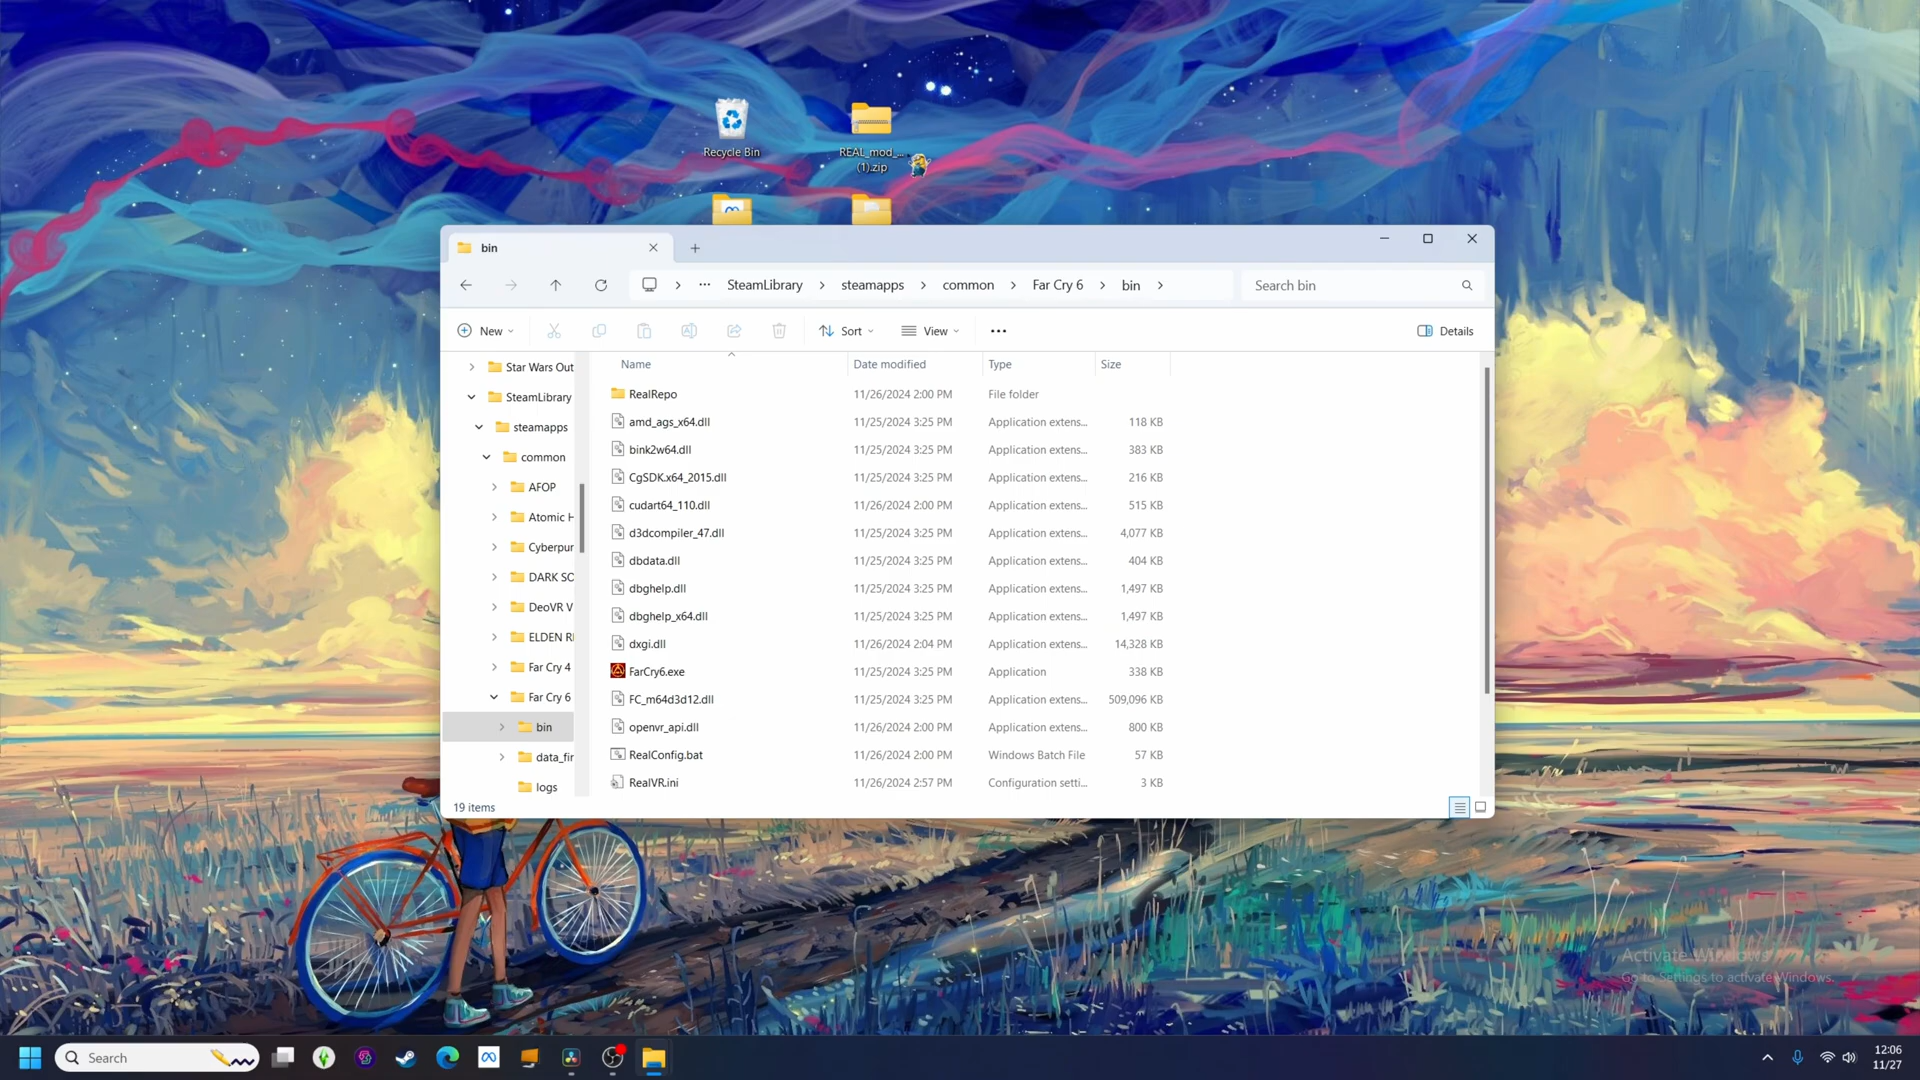 Recycle Bin
REAL_mod_...
(1).zip
bin
SteamLibrary
steamapps
common
Far Cry 6
bin
Search bin
New
Sort
View
Details
Star Wars Out
SteamLibrary
steamapps
common
AFOP
Atomic H
Cyberpur
DARK SO
DeoVR V
ELDEN RI
Far Cry 4
Far Cry 6
bin
data_fir
logs
Name Date modified Type Size
RealRepo 11/26/2024 2:00 PM File folder
amd_ags_x64.dll 11/25/2024 3:25 PM Application extens... 118 KB
bink2w64.dll 11/25/2024 3:25 PM Application extens... 383 KB
CgSDK.x64_2015.dll 11/25/2024 3:25 PM Application extens... 216 KB
cudart64_110.dll 11/26/2024 2:00 PM Application extens... 515 KB
d3dcompiler_47.dll 11/25/2024 3:25 PM Application extens... 4,077 KB
dbdata.dll 11/25/2024 3:25 PM Application extens... 404 KB
dbghelp.dll 11/25/2024 3:25 PM Application extens... 1,497 KB
dbghelp_x64.dll 11/25/2024 3:25 PM Application extens... 1,497 KB
dxgi.dll 11/26/2024 2:04 PM Application extens... 14,328 KB
FarCry6.exe 11/25/2024 3:25 PM Application 338 KB
FC_m64d3d12.dll 11/25/2024 3:25 PM Application extens... 509,096 KB
openvr_api.dll 11/26/2024 2:00 PM Application extens... 800 KB
RealConfig.bat 11/26/2024 2:00 PM Windows Batch File 57 KB
RealVR.ini 11/26/2024 2:57 PM Configuration setti... 3 KB
19 items
Activate Windows
Go to Settings to activate Windows.
Search
12:06
11/27